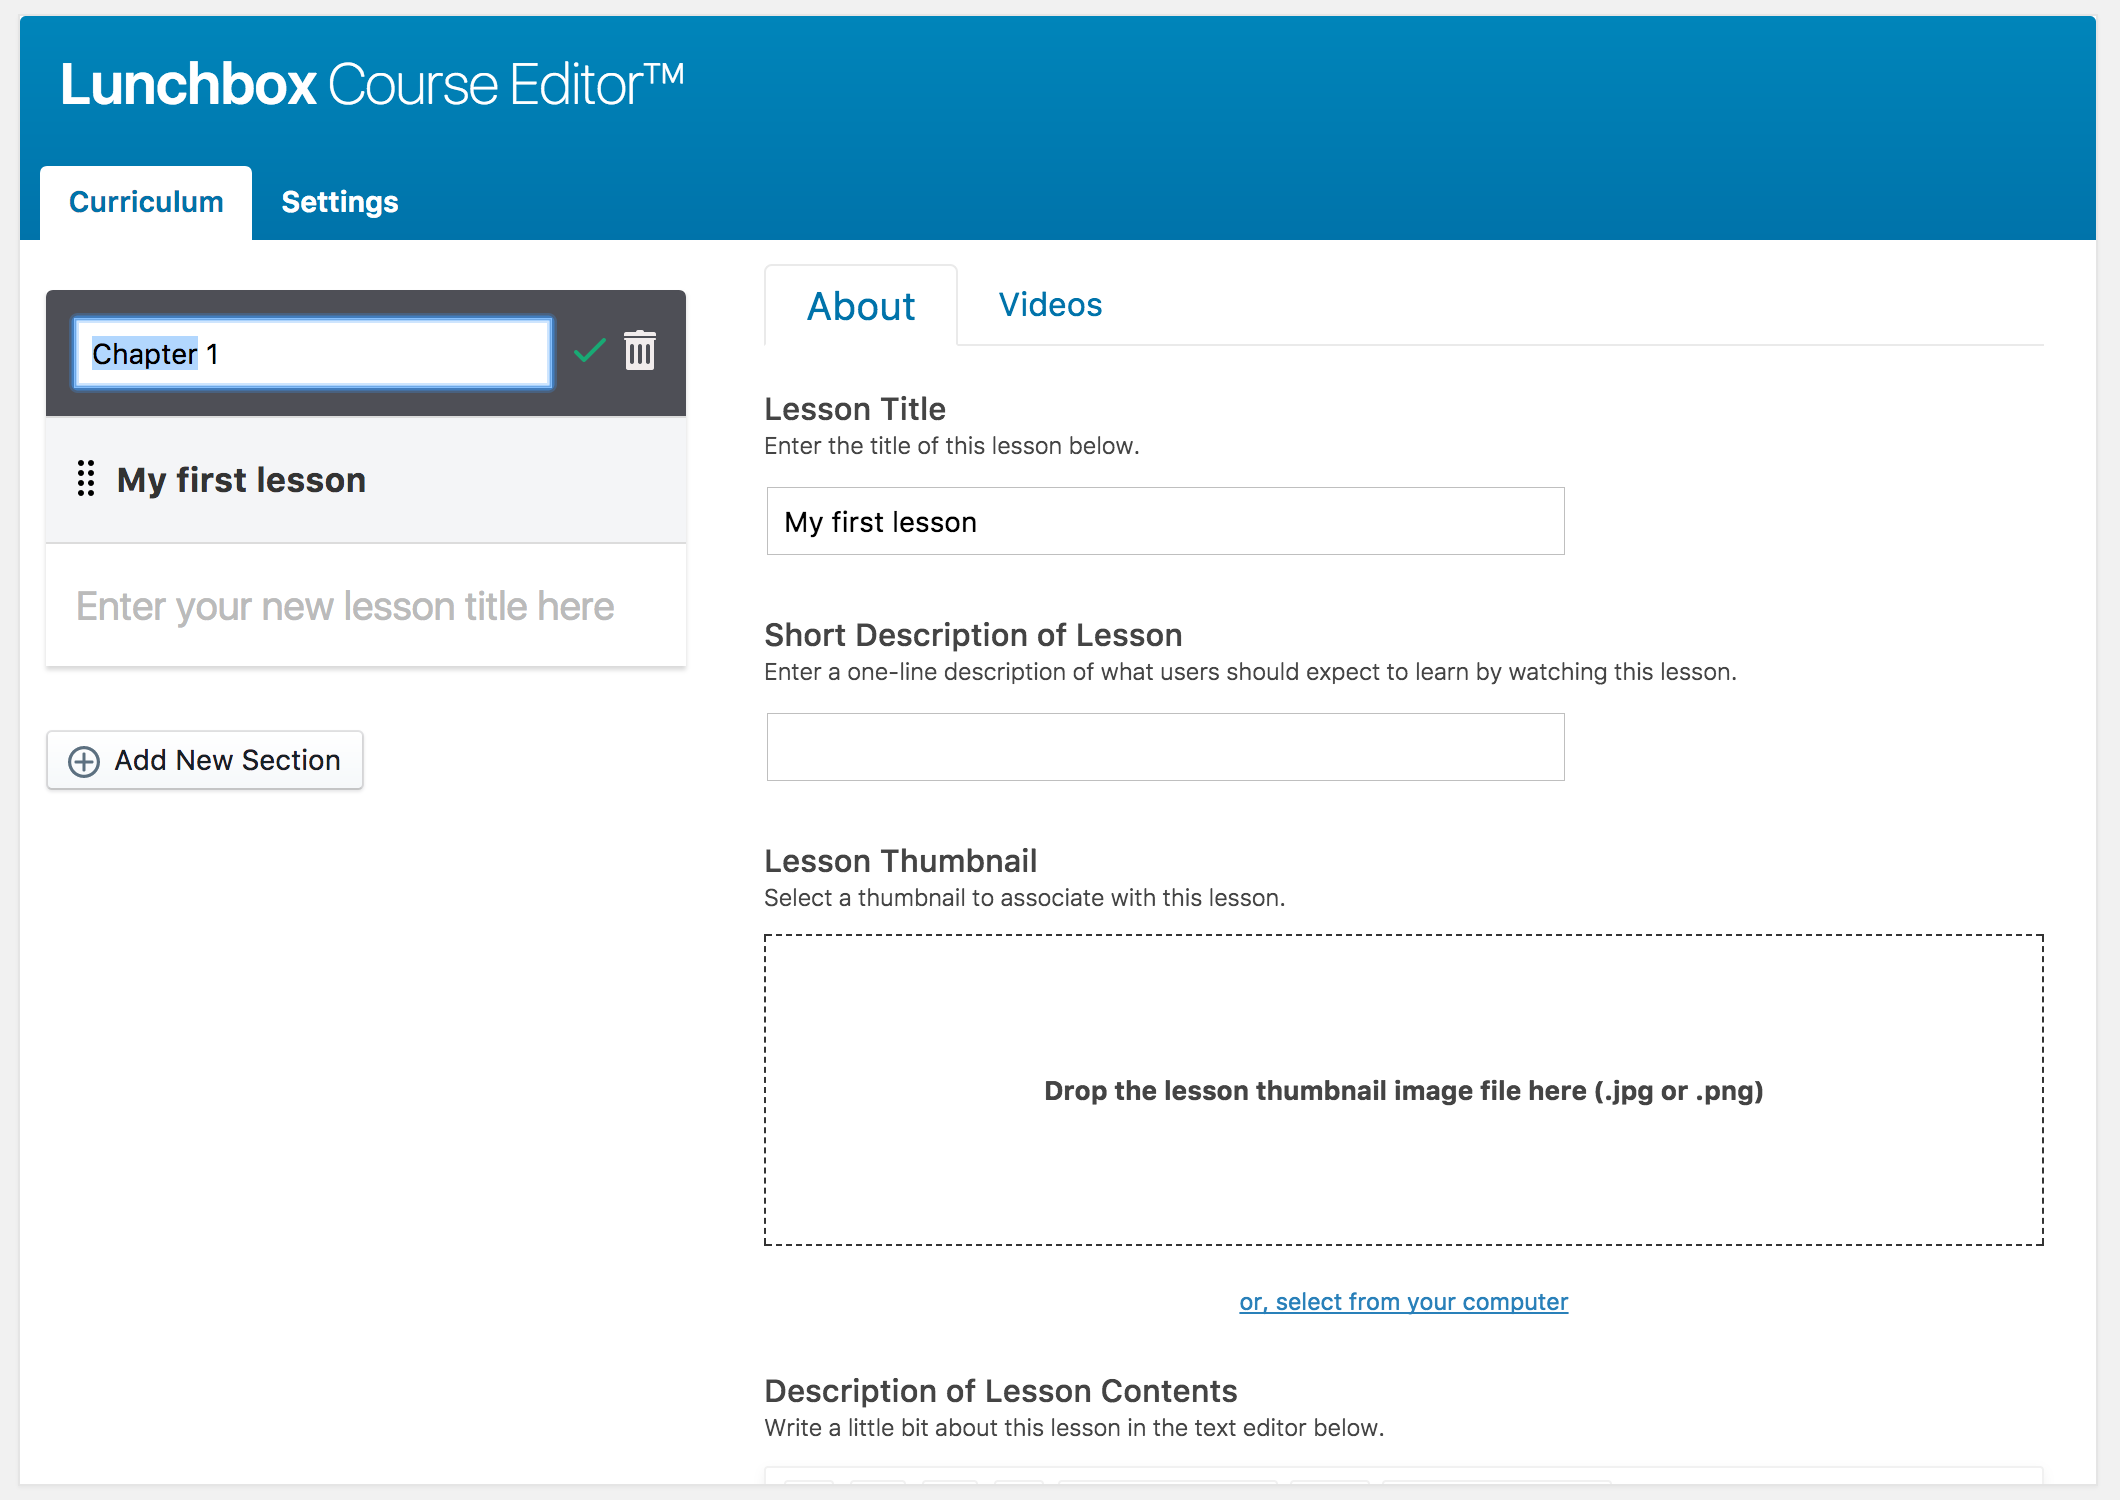 Lunchbox Course Editor™
Curriculum
Settings
Chapter 1
My first lesson
Enter your new lesson title here
Add New Section
About
Videos
Lesson Title
Enter the title of this lesson below.
My first lesson
Short Description of Lesson
Enter a one-line description of what users should expect to learn by watching this lesson.
Lesson Thumbnail
Select a thumbnail to associate with this lesson.
Drop the lesson thumbnail image file here (.jpg or .png)
or, select from your computer
Description of Lesson Contents
Write a little bit about this lesson in the text editor below.